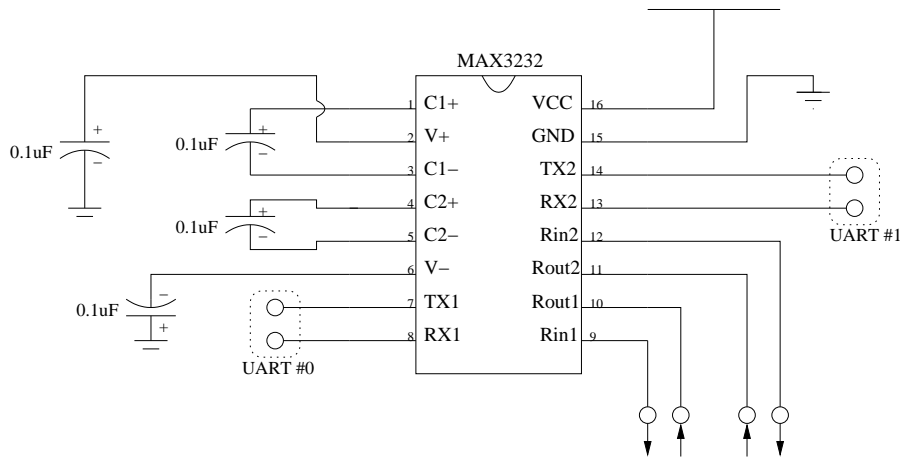 MAX3232
1 C1+ VCC 16
2 V+ GND 15
3 C1− TX2 14
4 C2+ RX2 13
5 C2− Rin2 12
6 V− Rout2 11
7 TX1 Rout1 10
8 RX1 Rin1 9
+
0.1uF
−
+
0.1uF
−
+
0.1uF
−
−
0.1uF
+
UART #0
UART #1